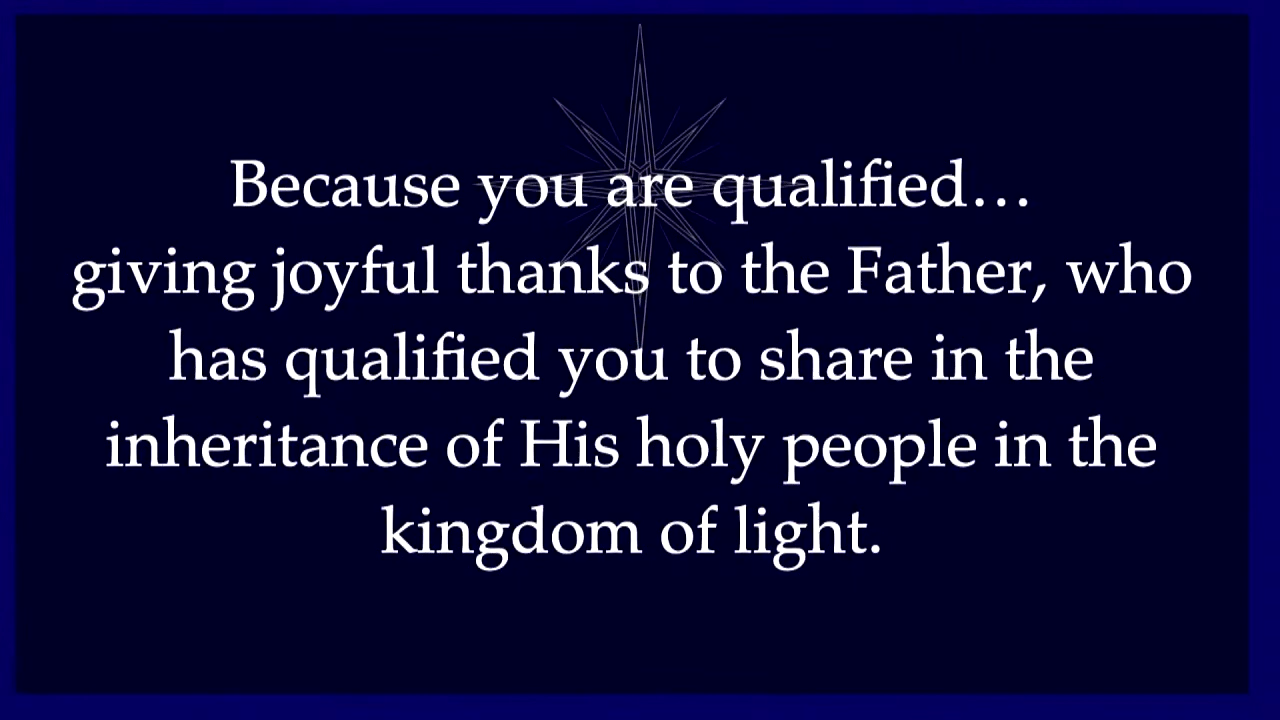 Because you are qualified…
giving joyful thanks to the Father, who
has qualified you to share in the
inheritance of His holy people in the
kingdom of light.